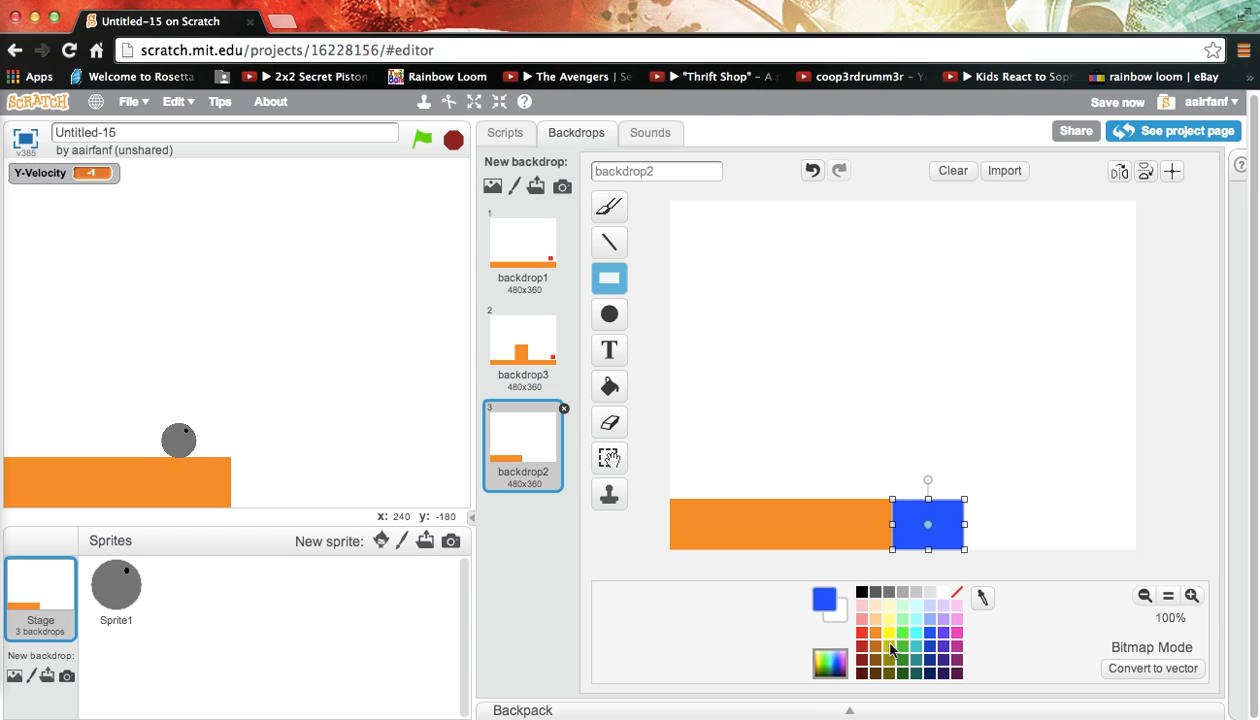 Untitled-15 on Scratch
scratch.mit.edu/projects/16228156/#editor
Apps Welcome to Rosetta 2x2 Secret Piston Rainbow Loom The Avengers | Se "Thrift Shop" - A p coop3rdrumm3r - Y Kids React to Soph rainbow loom | eBay »
SCRATCH File Edit Tips About Save now aairfanf
Untitled-15
by aairfanf (unshared)
v385
Scripts Backdrops Sounds
Share See project page
Y-Velocity -1
New backdrop:
backdrop2
Clear Import
1
backdrop1
480x360
2
backdrop3
480x360
3
backdrop2
480x360
T
x: 240 y: -180
Sprites New sprite:
Stage
3 backdrops
Sprite1
New backdrop:
100%
Bitmap Mode
Convert to vector
Backpack